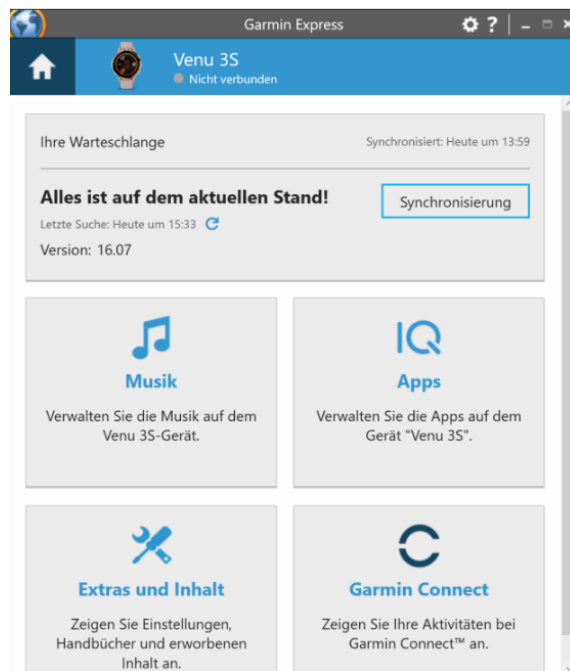 Garmin Express
?
Venu 3S
Nicht verbunden
Ihre Warteschlange
Synchronisiert: Heute um 13:59
Alles ist auf dem aktuellen Stand!
Synchronisierung
Letzte Suche: Heute um 15:33
Version: 16.07
Musik
Verwalten Sie die Musik auf dem
Venu 3S-Gerät.
IQ
Apps
Verwalten Sie die Apps auf dem
Gerät "Venu 3S".
Extras und Inhalt
Zeigen Sie Einstellungen,
Handbücher und erworbenen
Inhalt an.
Garmin Connect
Zeigen Sie Ihre Aktivitäten bei
Garmin Connect™ an.